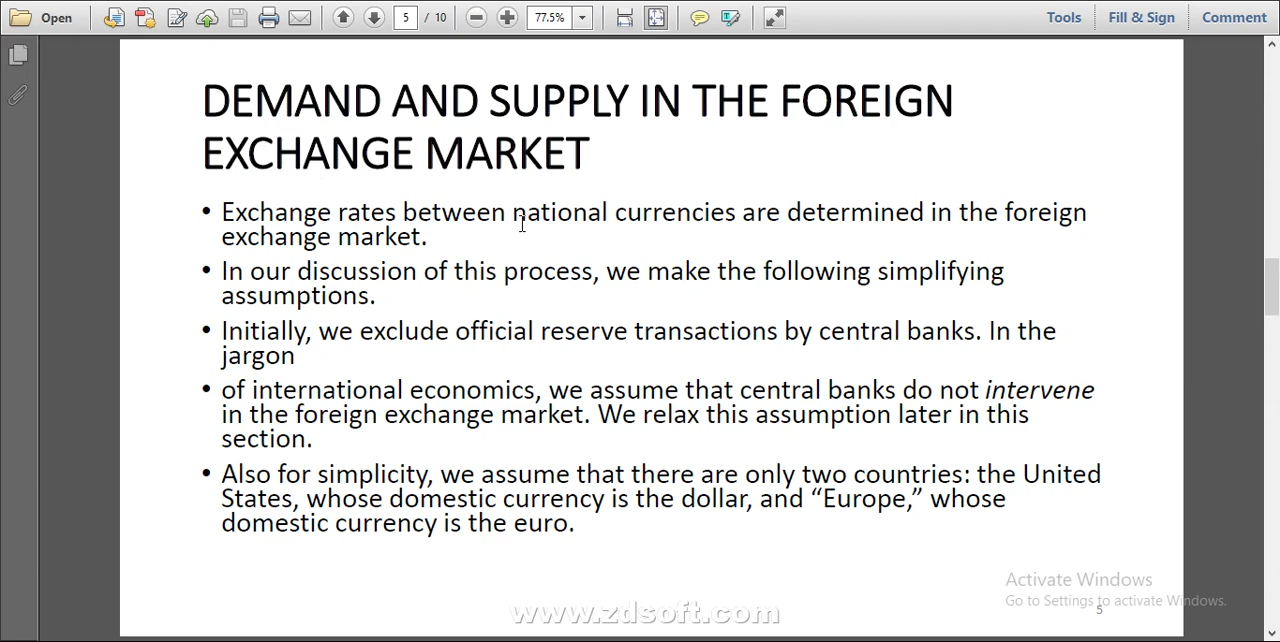 Open
5 / 10
77.5%
Tools
Fill & Sign
Comment
DEMAND AND SUPPLY IN THE FOREIGN
EXCHANGE MARKET
• Exchange rates between national currencies are determined in the foreign
exchange market.
• In our discussion of this process, we make the following simplifying
assumptions.
• Initially, we exclude official reserve transactions by central banks. In the
jargon
• of international economics, we assume that central banks do not intervene
in the foreign exchange market. We relax this assumption later in this
section.
• Also for simplicity, we assume that there are only two countries: the United
States, whose domestic currency is the dollar, and “Europe,” whose
domestic currency is the euro.
Activate Windows
Go to Settings to activate Windows.
5
www.zdsoft.com